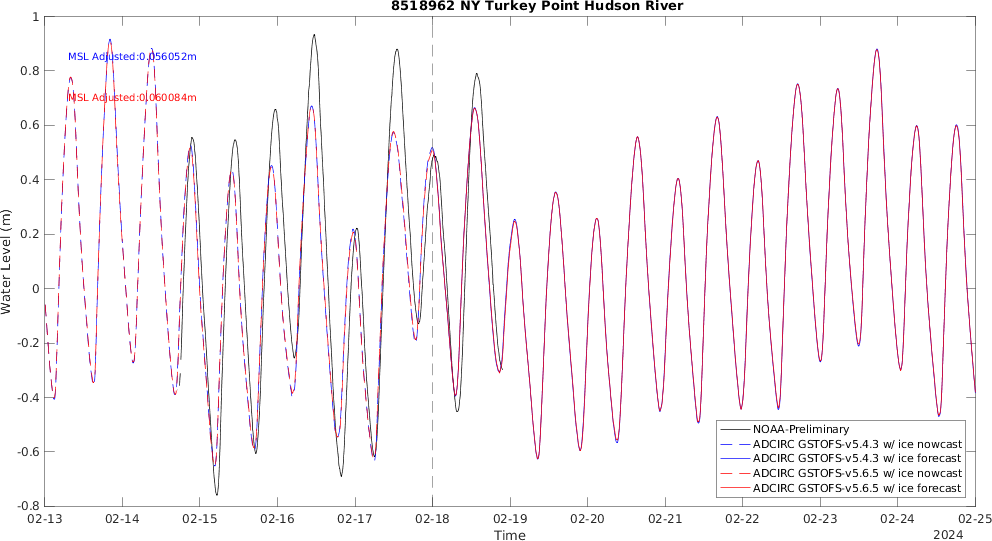 8518962 NY Turkey Point Hudson River
1
0.8
0.6
0.4
0.2
0
-0.2
-0.4
-0.6
-0.8
Water Level (m)
MSL Adjusted:0.056052m
MSL Adjusted:0.060084m
NOAA-Preliminary
ADCIRC GSTOFS-v5.4.3 w/ ice nowcast
ADCIRC GSTOFS-v5.4.3 w/ ice forecast
ADCIRC GSTOFS-v5.6.5 w/ ice nowcast
ADCIRC GSTOFS-v5.6.5 w/ ice forecast
02-13 02-14 02-15 02-16 02-17 02-18 02-19 02-20 02-21 02-22 02-23 02-24 02-25
Time
2024